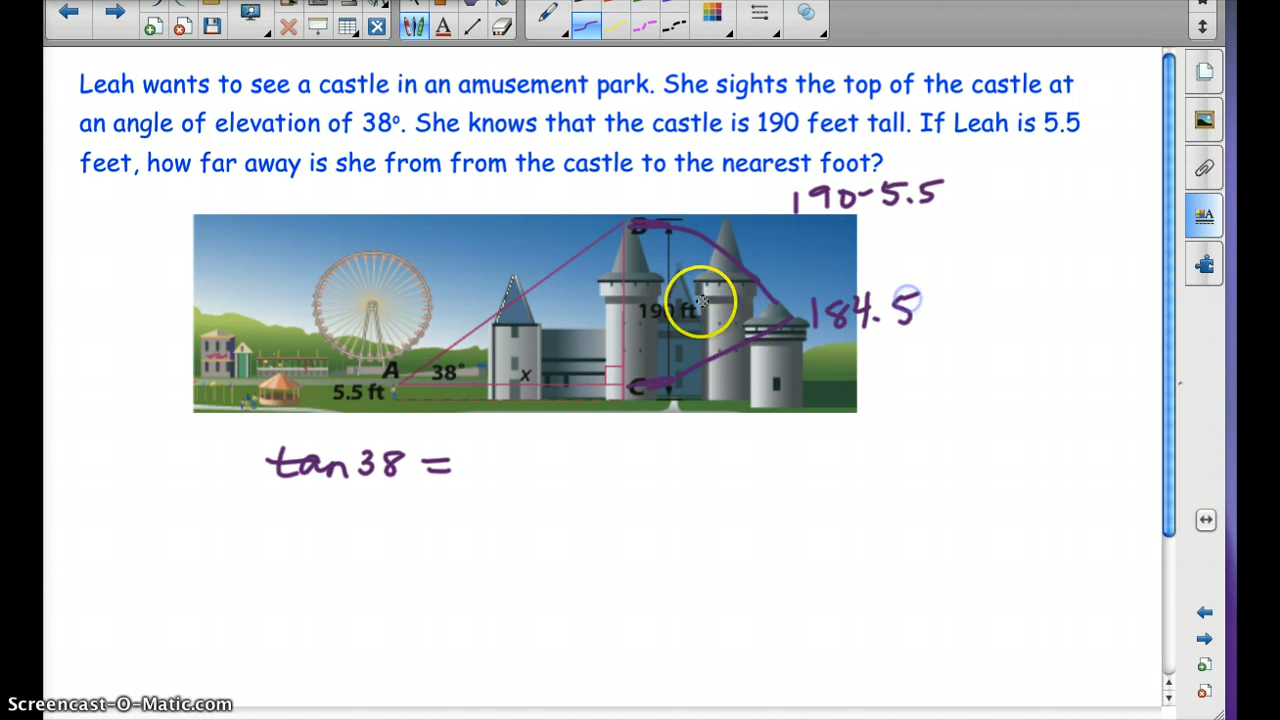 Leah wants to see a castle in an amusement park. She sights the top of the castle at
an angle of elevation of 38°. She knows that the castle is 190 feet tall. If Leah is 5.5
feet, how far away is she from from the castle to the nearest foot?
190-5.5
B
190 ft
184.5
A 38° x C
5.5 ft
tan 38 =
Screencast-O-Matic.com